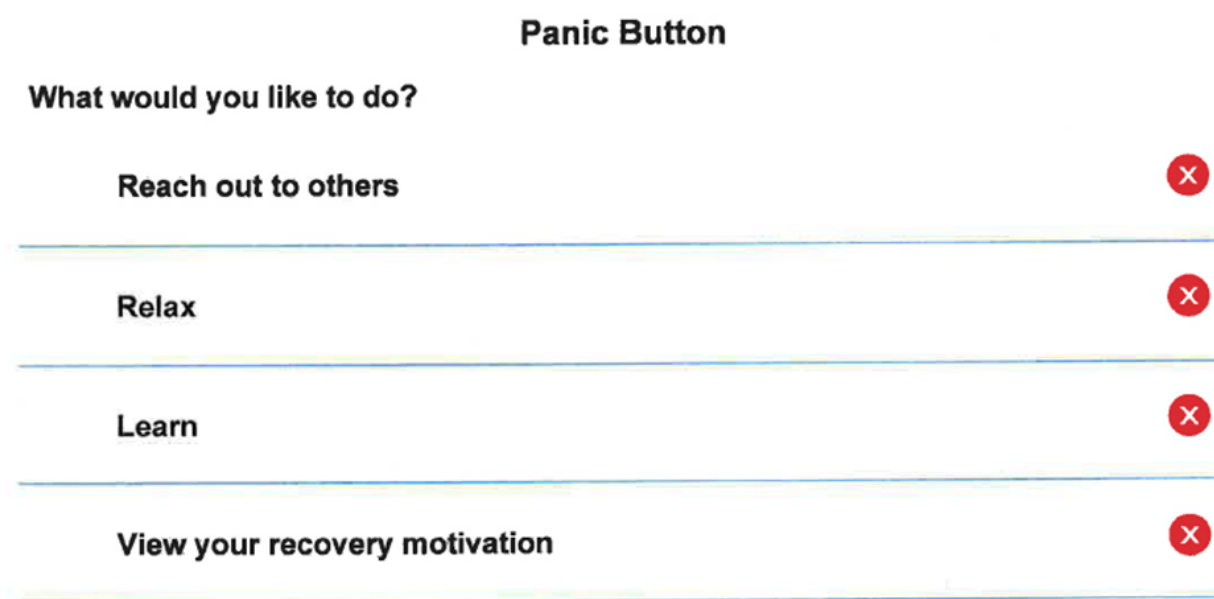 Panic Button
What would you like to do?
Reach out to others
X
Relax
X
Learn
X
View your recovery motivation
X